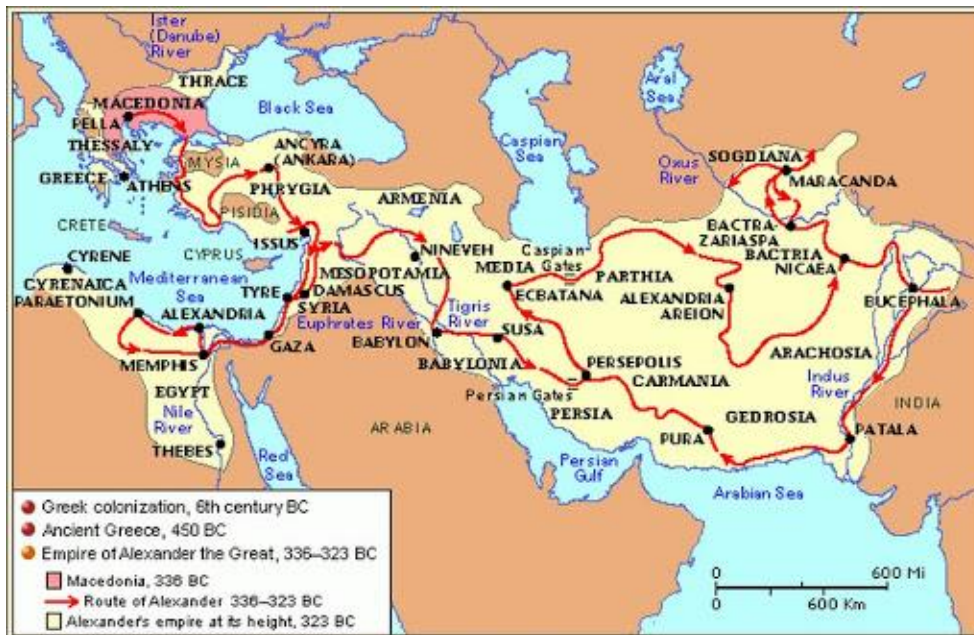 Ister
(Danube)
River
THRACE
MACEDONIA
PELLA
THESSALY
GREECE
ATHENS
Black Sea
MYSIA
ANCYRA
(ANKARA)
PHRYGIA
PISIDIA
ARMENIA
CRETE
CYPRUS
ISSUS
Caspian
Sea
Aral
Sea
Oxus
River
SOGDIANA
MARACANDA
BACTRA-
ZARIASPA
BACTRIA
NICAEA
BUCEPHALA
CYRENE
CYRENAICA
PARAETONIUM
Mediterranean
Sea
ALEXANDRIA
MEMPHIS
EGYPT
Nile
River
THEBES
Red
Sea
TYRE
DAMASCUS
SYRIA
GAZA
NINEVEH
MESOPOTAMIA
Euphrates River
Tigris
River
BABYLON
BABYLONIA
SUSA
MEDIA
ECBATANA
Caspian
Gates
PARTHIA
ALEXANDRIA
AREION
PERSEPOLIS
Persian Gates
PERSIA
CARMANIA
ARACHOSIA
GEDROSIA
PURA
Indus
River
INDIA
PATALA
ARABIA
Persian
Gulf
Arabian Sea
Greek colonization, 6th century BC
Ancient Greece, 450 BC
Empire of Alexander the Great, 336–323 BC
Macedonia, 336 BC
Route of Alexander 336–323 BC
Alexander's empire at its height, 323 BC
0 600 Mi
0 600 Km